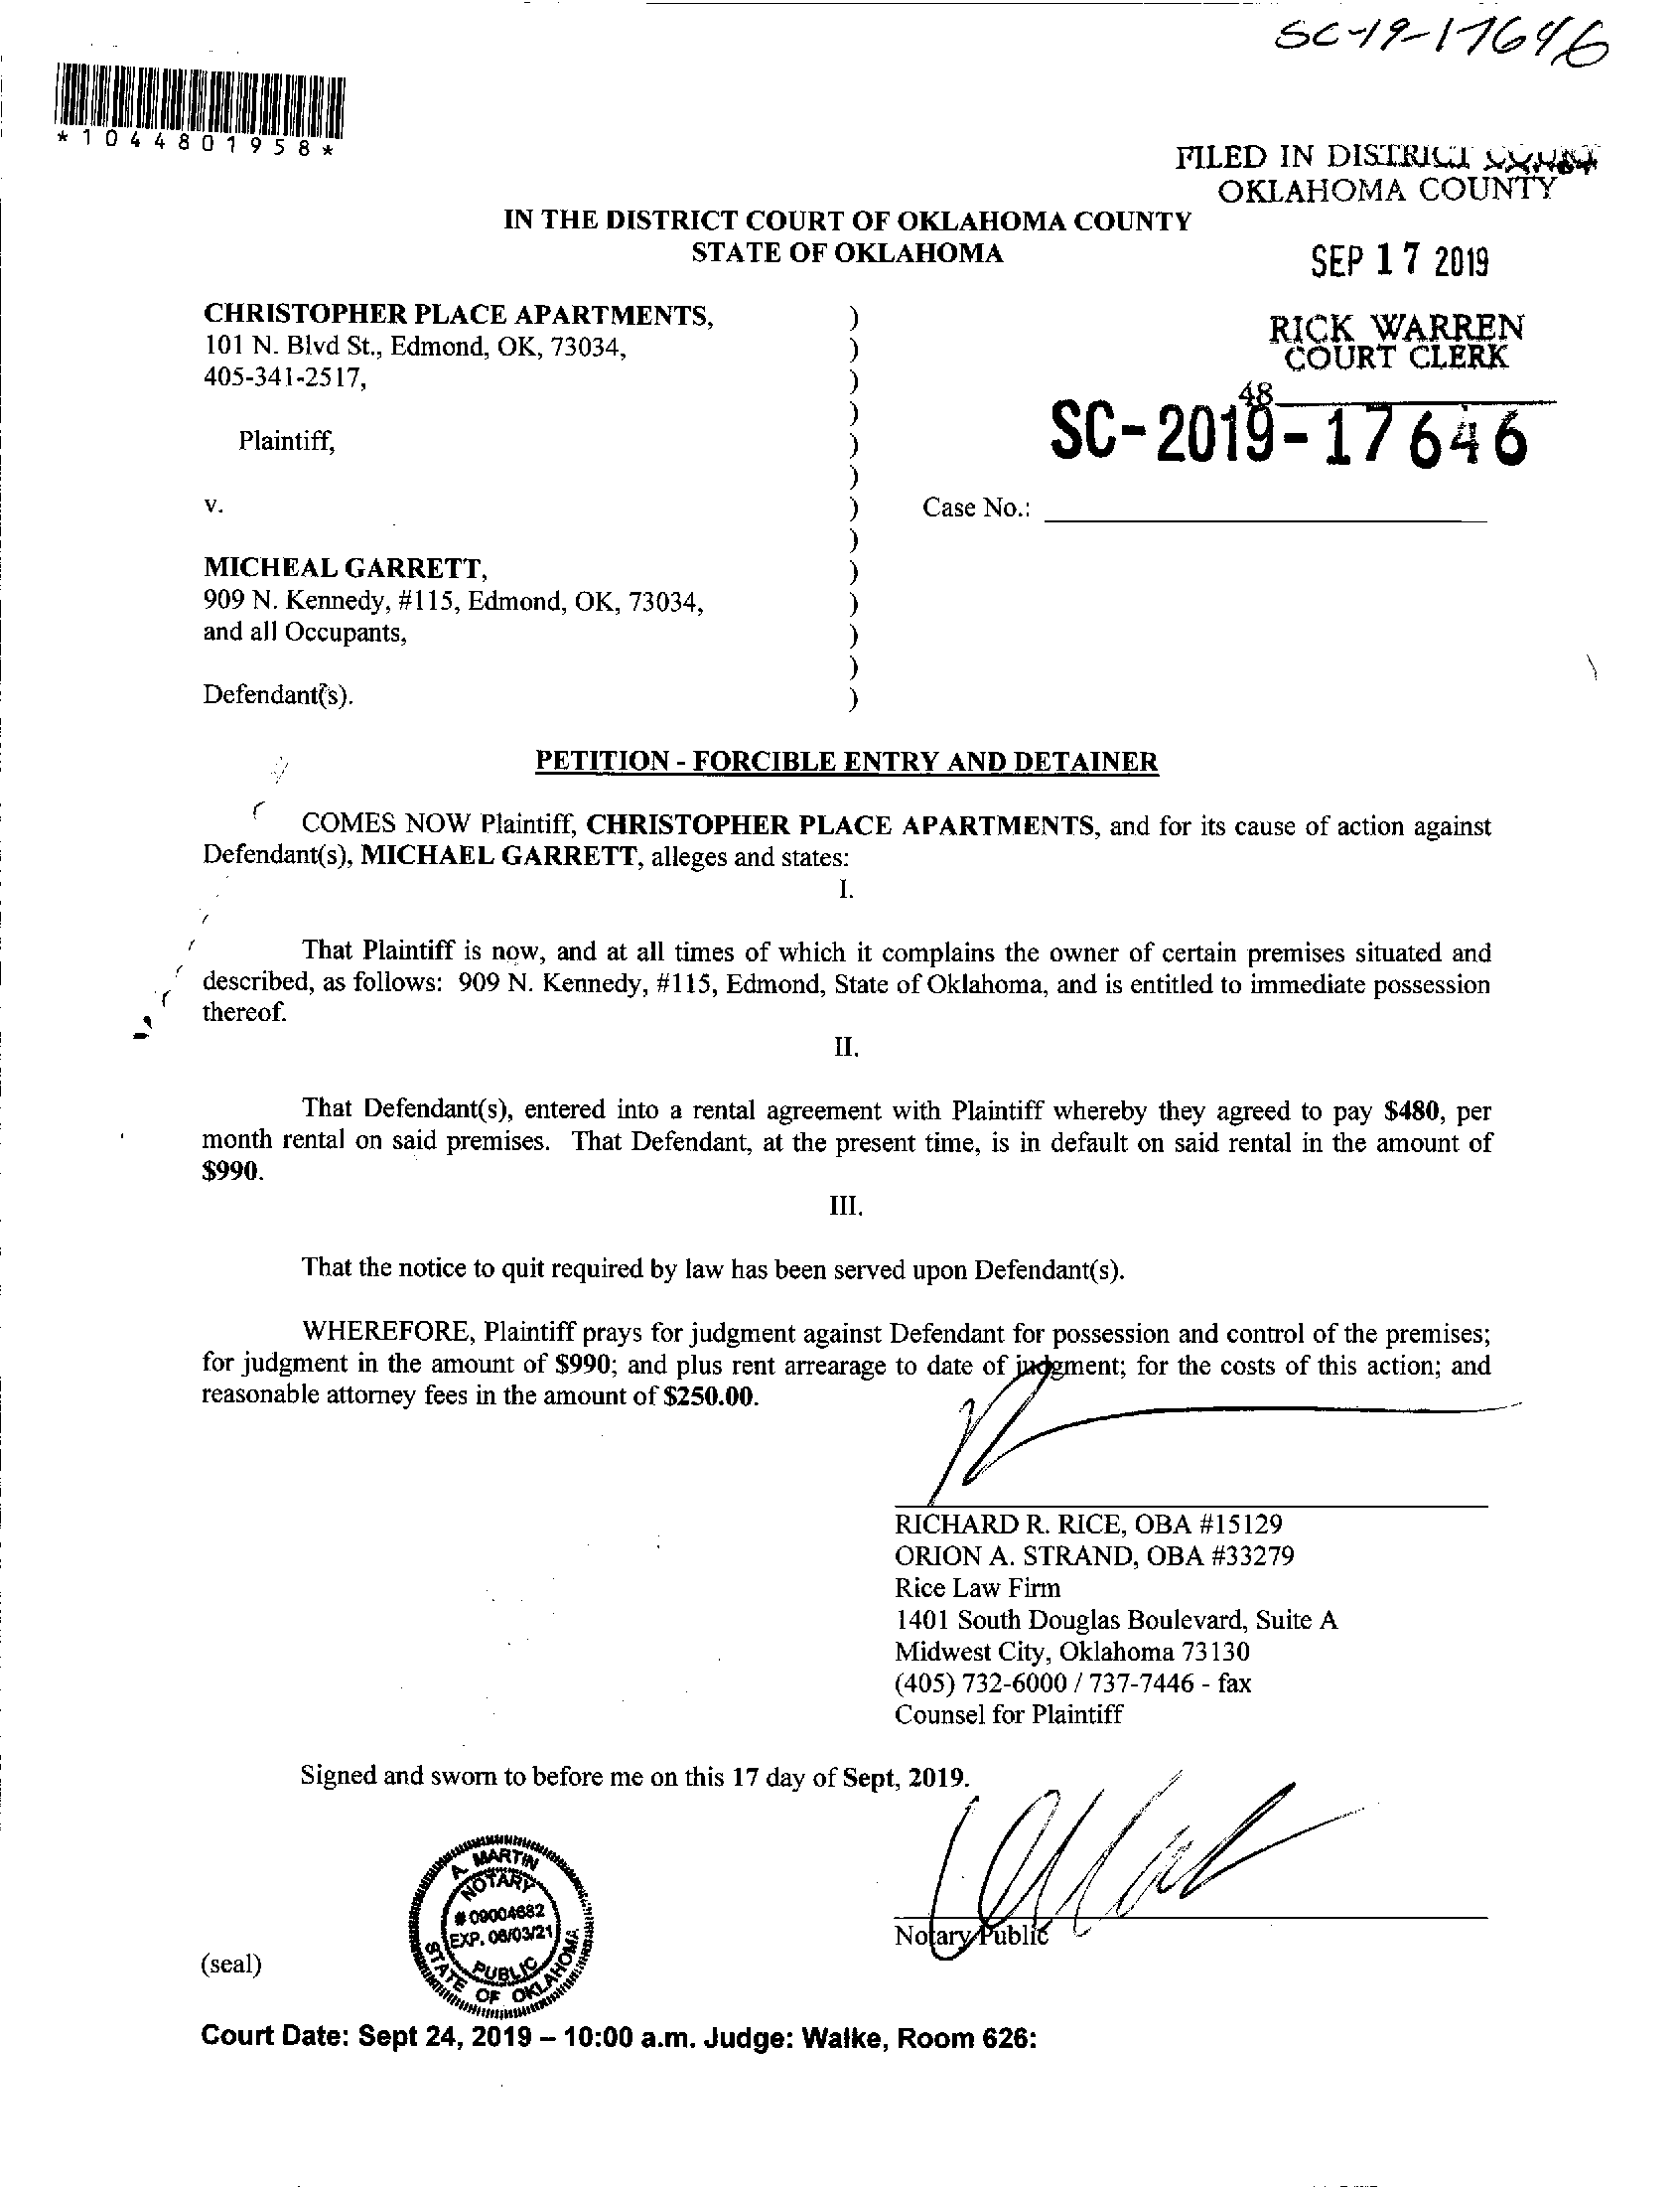 SC-19-17646
*1044801958*
FILED IN DISTRICT COURT
OKLAHOMA COUNTY
IN THE DISTRICT COURT OF OKLAHOMA COUNTY
STATE OF OKLAHOMA
SEP 17 2019
RICK WARREN
COURT CLERK
48
SC-2019-17646
CHRISTOPHER PLACE APARTMENTS, )
101 N. Blvd St., Edmond, OK, 73034, )
405-341-2517, )
)
Plaintiff, )
)
v. ) Case No.:
)
MICHEAL GARRETT, )
909 N. Kennedy, #115, Edmond, OK, 73034, )
and all Occupants, )
)
Defendant(s). )
PETITION - FORCIBLE ENTRY AND DETAINER
COMES NOW Plaintiff, CHRISTOPHER PLACE APARTMENTS, and for its cause of action against
Defendant(s), MICHAEL GARRETT, alleges and states:
I.
That Plaintiff is now, and at all times of which it complains the owner of certain premises situated and
described, as follows: 909 N. Kennedy, #115, Edmond, State of Oklahoma, and is entitled to immediate possession
thereof.
II.
That Defendant(s), entered into a rental agreement with Plaintiff whereby they agreed to pay $480, per
month rental on said premises. That Defendant, at the present time, is in default on said rental in the amount of
$990.
III.
That the notice to quit required by law has been served upon Defendant(s).
WHEREFORE, Plaintiff prays for judgment against Defendant for possession and control of the premises;
for judgment in the amount of $990; and plus rent arrearage to date of judgment; for the costs of this action; and
reasonable attorney fees in the amount of $250.00.
RICHARD R. RICE, OBA #15129
ORION A. STRAND, OBA #33279
Rice Law Firm
1401 South Douglas Boulevard, Suite A
Midwest City, Oklahoma 73130
(405) 732-6000 / 737-7446 - fax
Counsel for Plaintiff
Signed and sworn to before me on this 17 day of Sept, 2019.
A. MARTIN
NOTARY
# 09004682
EXP. 06/03/21
PUBLIC
STATE OF OKLAHOMA
Notary Public
(seal)
Court Date: Sept 24, 2019 – 10:00 a.m. Judge: Walke, Room 626: